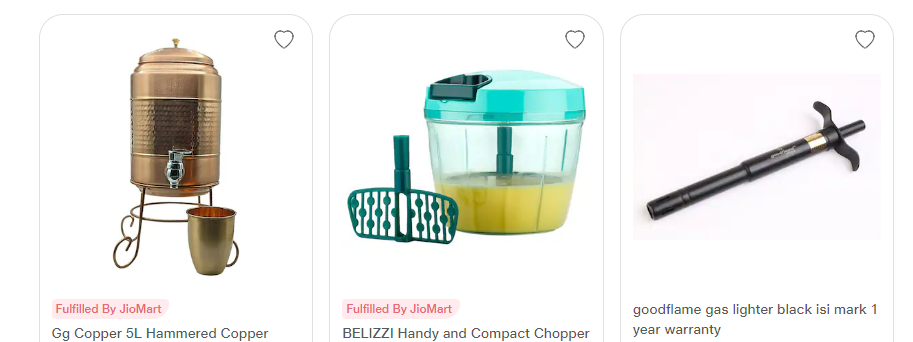 Fulfilled By JioMart
Gg Copper 5L Hammered Copper
Fulfilled By JioMart
BELIZZI Handy and Compact Chopper
goodflame gas lighter black isi mark 1
year warranty